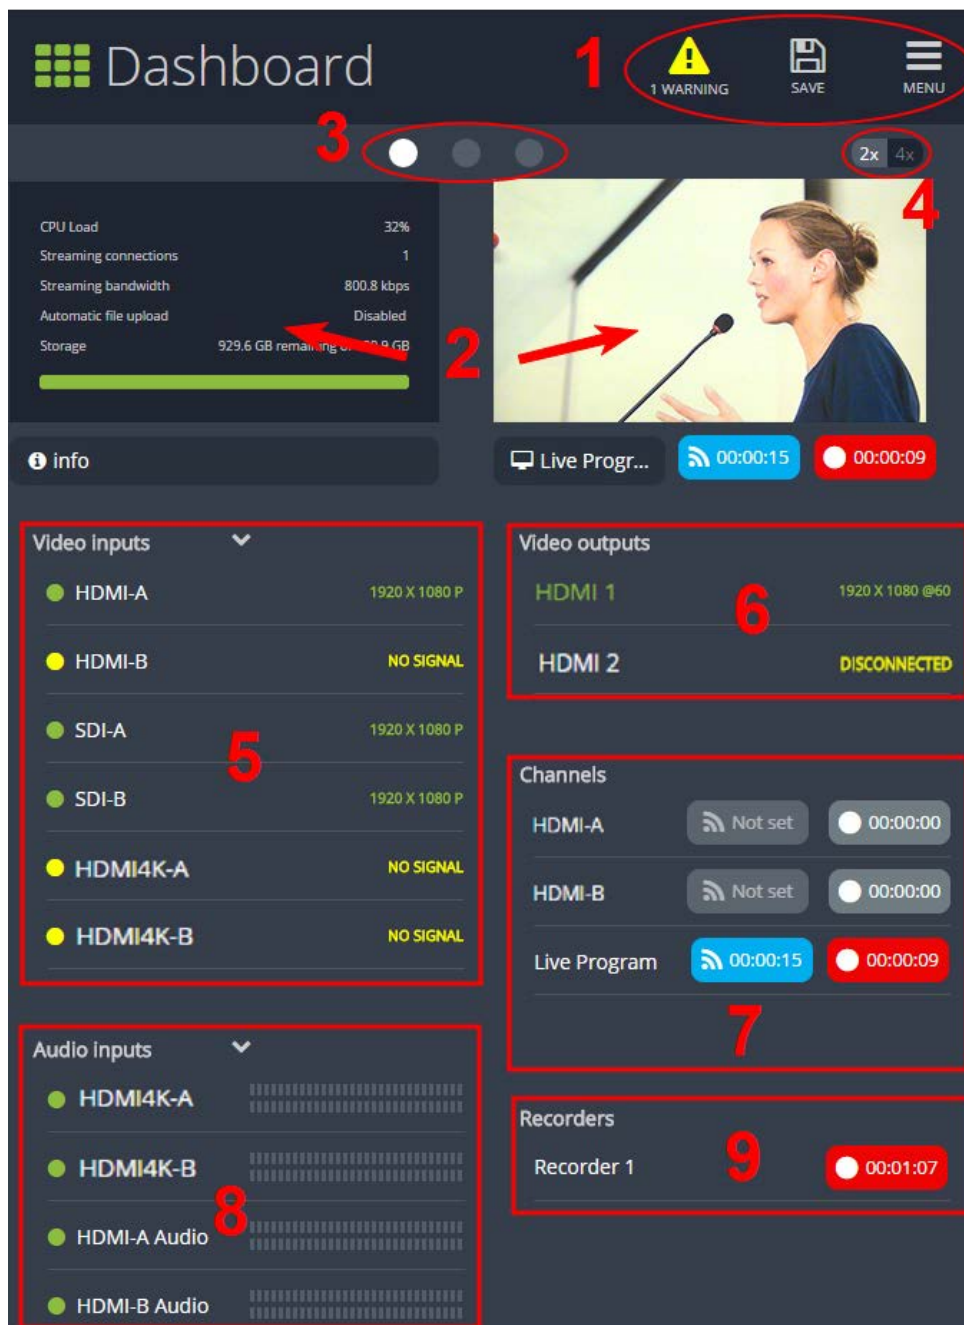 Dashboard
1
1 WARNING
SAVE
MENU
3
2x 4x
4
CPU Load 32%
Streaming connections 1
Streaming bandwidth 800.8 kbps
Automatic file upload Disabled
Storage 929.6 GB remaining GB
2
info
Live Progr...
00:00:15
00:00:09
Video inputs
HDMI-A 1920 X 1080 P
HDMI-B NO SIGNAL
SDI-A 1920 X 1080 P
5
SDI-B 1920 X 1080 P
HDMI4K-A NO SIGNAL
HDMI4K-B NO SIGNAL
Video outputs
HDMI 1 1920 X 1080 @60
6
HDMI 2 DISCONNECTED
Channels
HDMI-A Not set 00:00:00
HDMI-B Not set 00:00:00
Live Program 00:00:15 00:00:09
7
Audio inputs
HDMI4K-A
HDMI4K-B
8
HDMI-A Audio
HDMI-B Audio
Recorders
Recorder 1 00:01:07
9